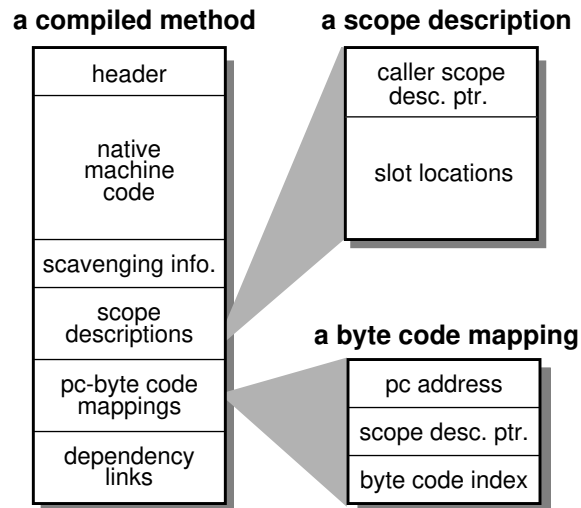 a compiled method
header
native
machine
code
scavenging info.
scope
descriptions
pc-byte code
mappings
dependency
links
a scope description
caller scope
desc. ptr.
slot locations
a byte code mapping
pc address
scope desc. ptr.
byte code index